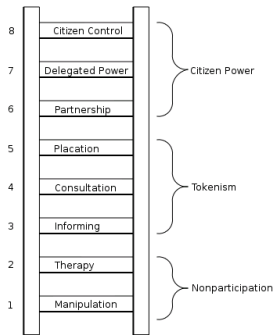 8 Citizen Control
7 Delegated Power
Citizen Power
6 Partnership
5 Placation
4 Consultation
Tokenism
3 Informing
2 Therapy
Nonparticipation
1 Manipulation